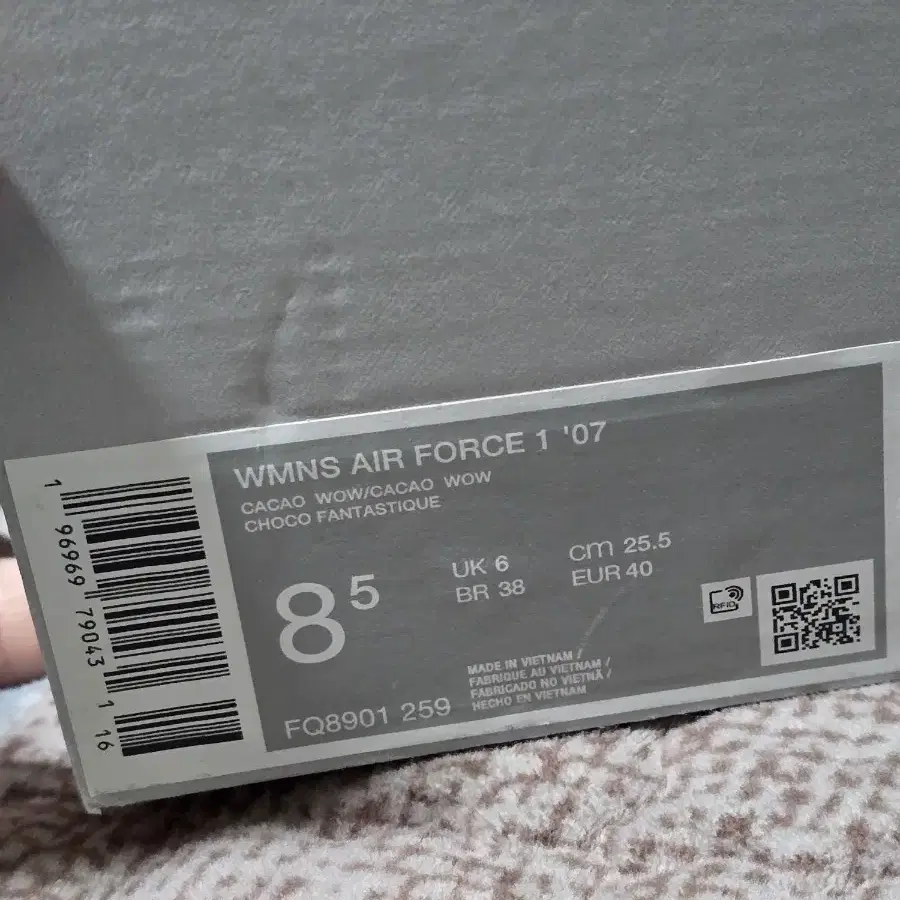 WMNS AIR FORCE 1 '07
CACAO WOW/CACAO WOW
CHOCO FANTASTIQUE
8 5
UK 6
BR 38
cm 25.5
EUR 40
RFID
MADE IN VIETNAM /
FABRIQUE AU VIETNAM /
FABRICADO NO VIETNÃ /
HECHO EN VIETNAM
FQ8901 259
1 96969 79043 1 16